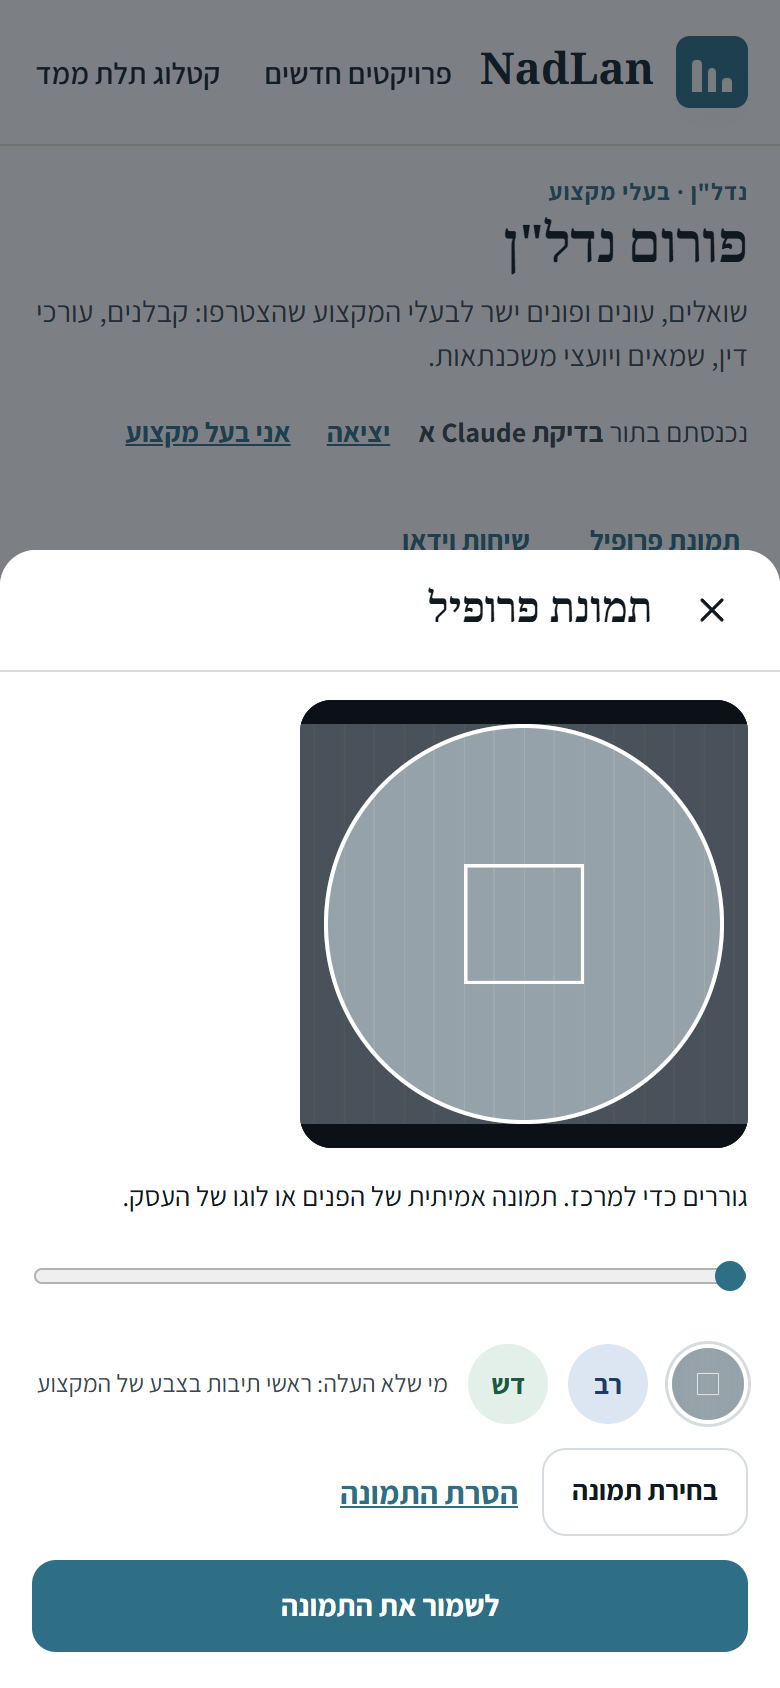 NadLan פרויקטים חדשים קטלוג תלת ממד
נדל"ן · בעלי מקצוע
פורום נדל"ן
שואלים, עונים ופונים ישר לבעלי המקצוע שהצטרפו: קבלנים, עורכי
דין, שמאים ויועצי משכנתאות.
נכנסתם בתור בדיקת Claude א יציאה אני בעל מקצוע
תמונת פרופיל שיחות וידאו
תמונת פרופיל
גוררים כדי למרכז. תמונה אמיתית של הפנים או לוגו של העסק.
רב דש מי שלא העלה: ראשי תיבות בצבע של המקצוע
בחירת תמונה הסרת התמונה
לשמור את התמונה